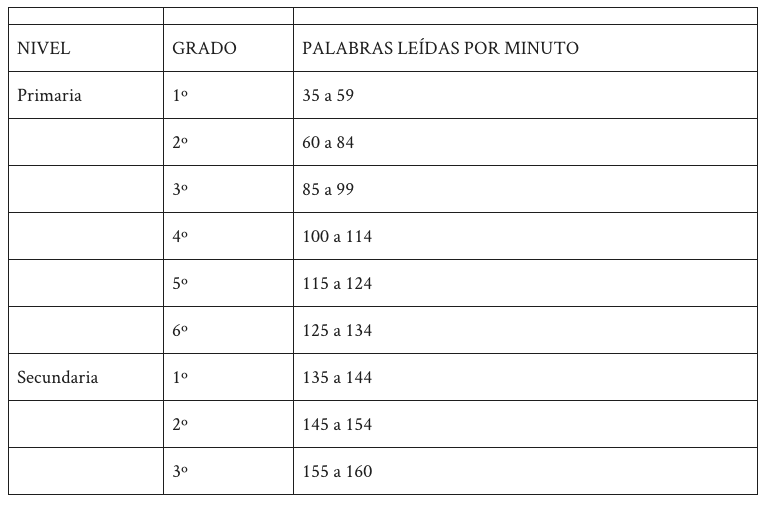 NIVEL GRADO PALABRAS LEÍDAS POR MINUTO
Primaria 1º 35 a 59
2º 60 a 84
3º 85 a 99
4º 100 a 114
5º 115 a 124
6º 125 a 134
Secundaria 1º 135 a 144
2º 145 a 154
3º 155 a 160